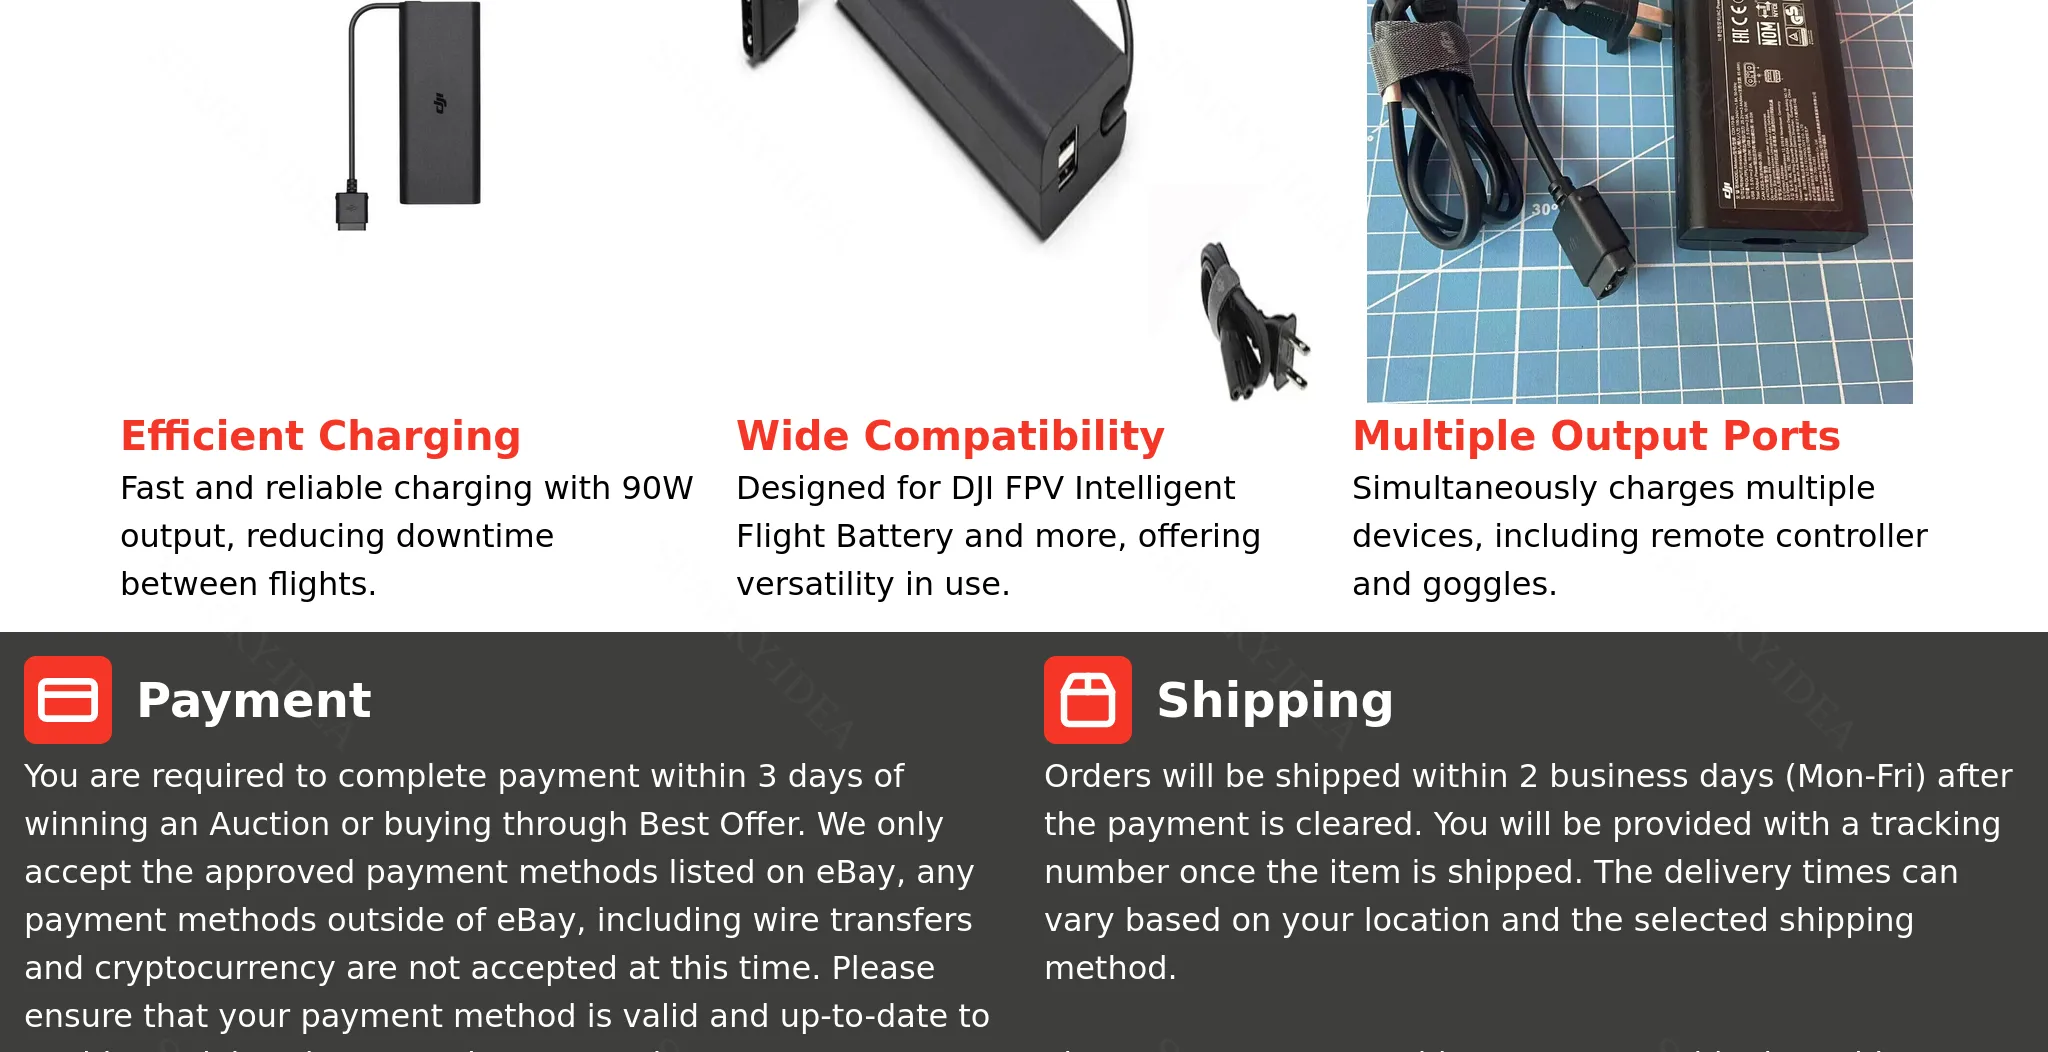 dji
EAC CE
NOM
GS
30°
dji
Efficient Charging
Fast and reliable charging with 90W
output, reducing downtime
between flights.
Wide Compatibility
Designed for DJI FPV Intelligent
Flight Battery and more, offering
versatility in use.
Multiple Output Ports
Simultaneously charges multiple
devices, including remote controller
and goggles.
Payment
You are required to complete payment within 3 days of
winning an Auction or buying through Best Offer. We only
accept the approved payment methods listed on eBay, any
payment methods outside of eBay, including wire transfers
and cryptocurrency are not accepted at this time. Please
ensure that your payment method is valid and up-to-date to
Shipping
Orders will be shipped within 2 business days (Mon-Fri) after
the payment is cleared. You will be provided with a tracking
number once the item is shipped. The delivery times can
vary based on your location and the selected shipping
method.